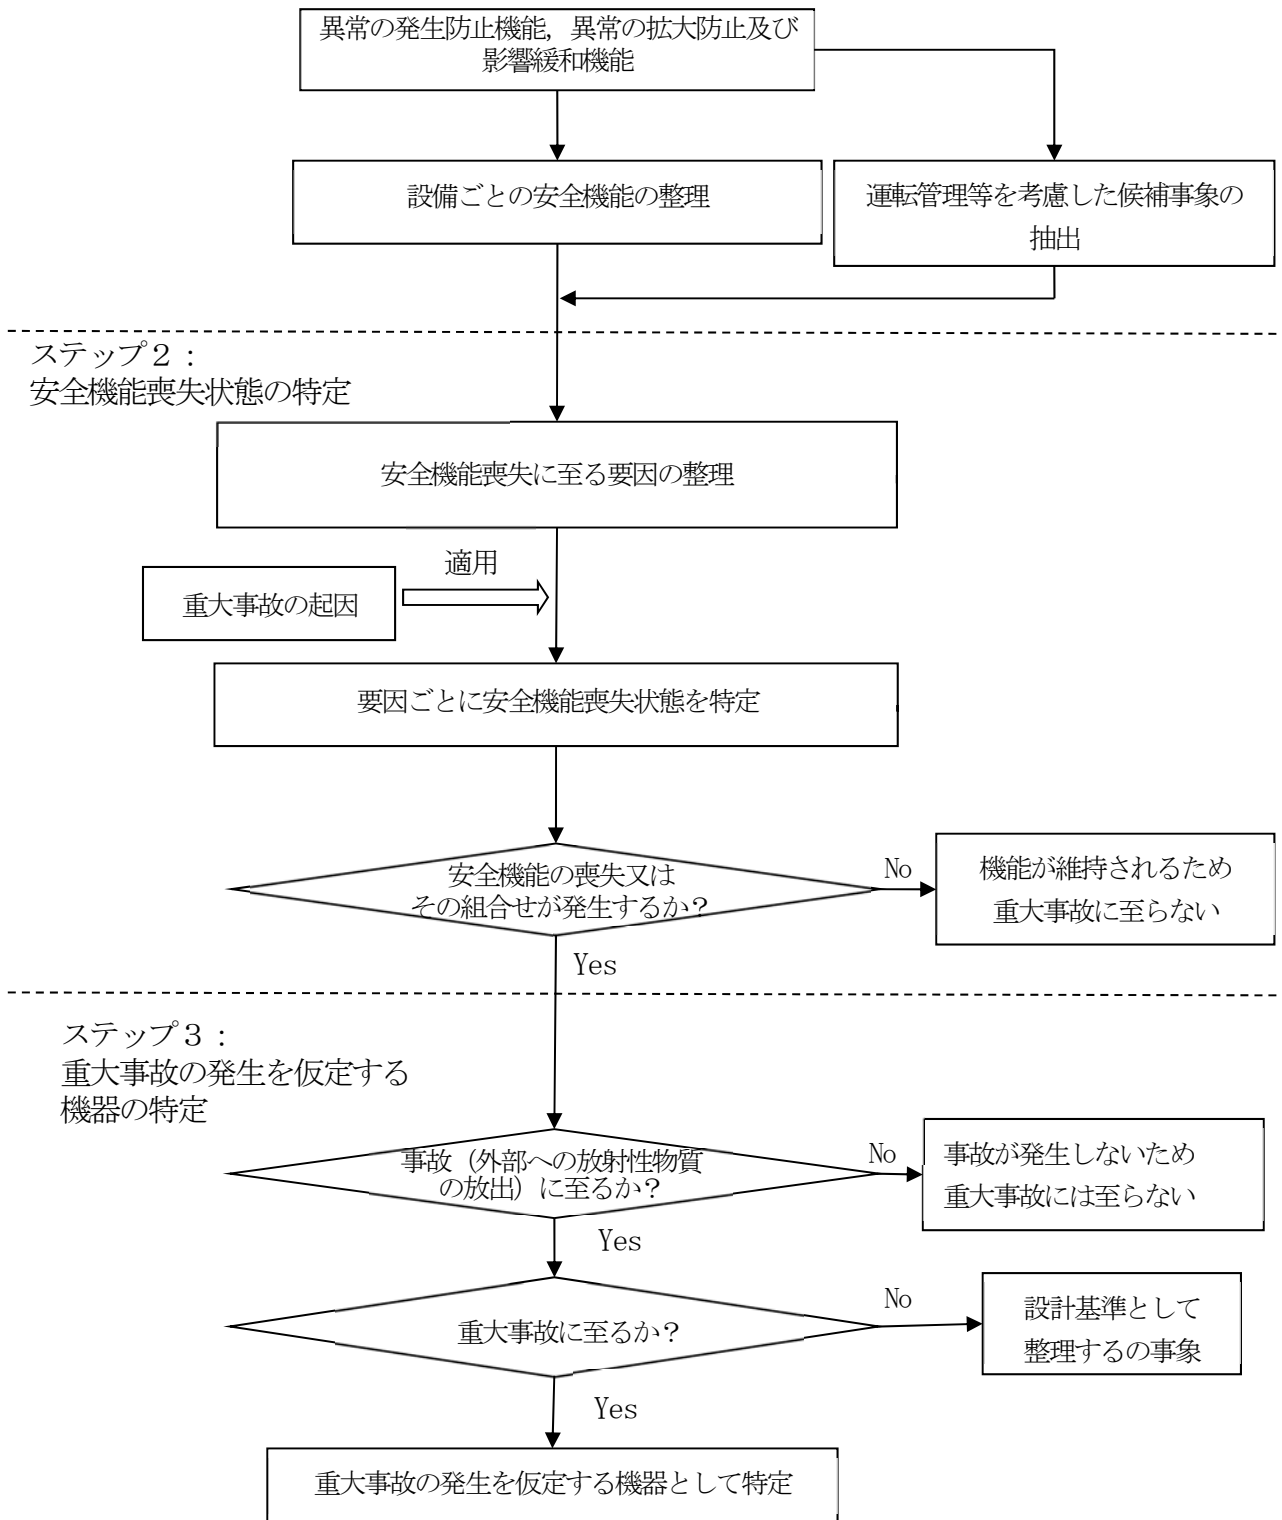 異常の発生防止機能，異常の拡大防止及び
影響緩和機能
設備ごとの安全機能の整理
運転管理等を考慮した候補事象の
抽出
ステップ２：
安全機能喪失状態の特定
安全機能喪失に至る要因の整理
適用
重大事故の起因
要因ごとに安全機能喪失状態を特定
安全機能の喪失又は
その組合せが発生するか？
No
機能が維持されるため
重大事故に至らない
Yes
ステップ３：
重大事故の発生を仮定する
機器の特定
事故（外部への放射性物質
の放出）に至るか？
No
事故が発生しないため
重大事故には至らない
Yes
重大事故に至るか？
No
設計基準として
整理するの事象
Yes
重大事故の発生を仮定する機器として特定